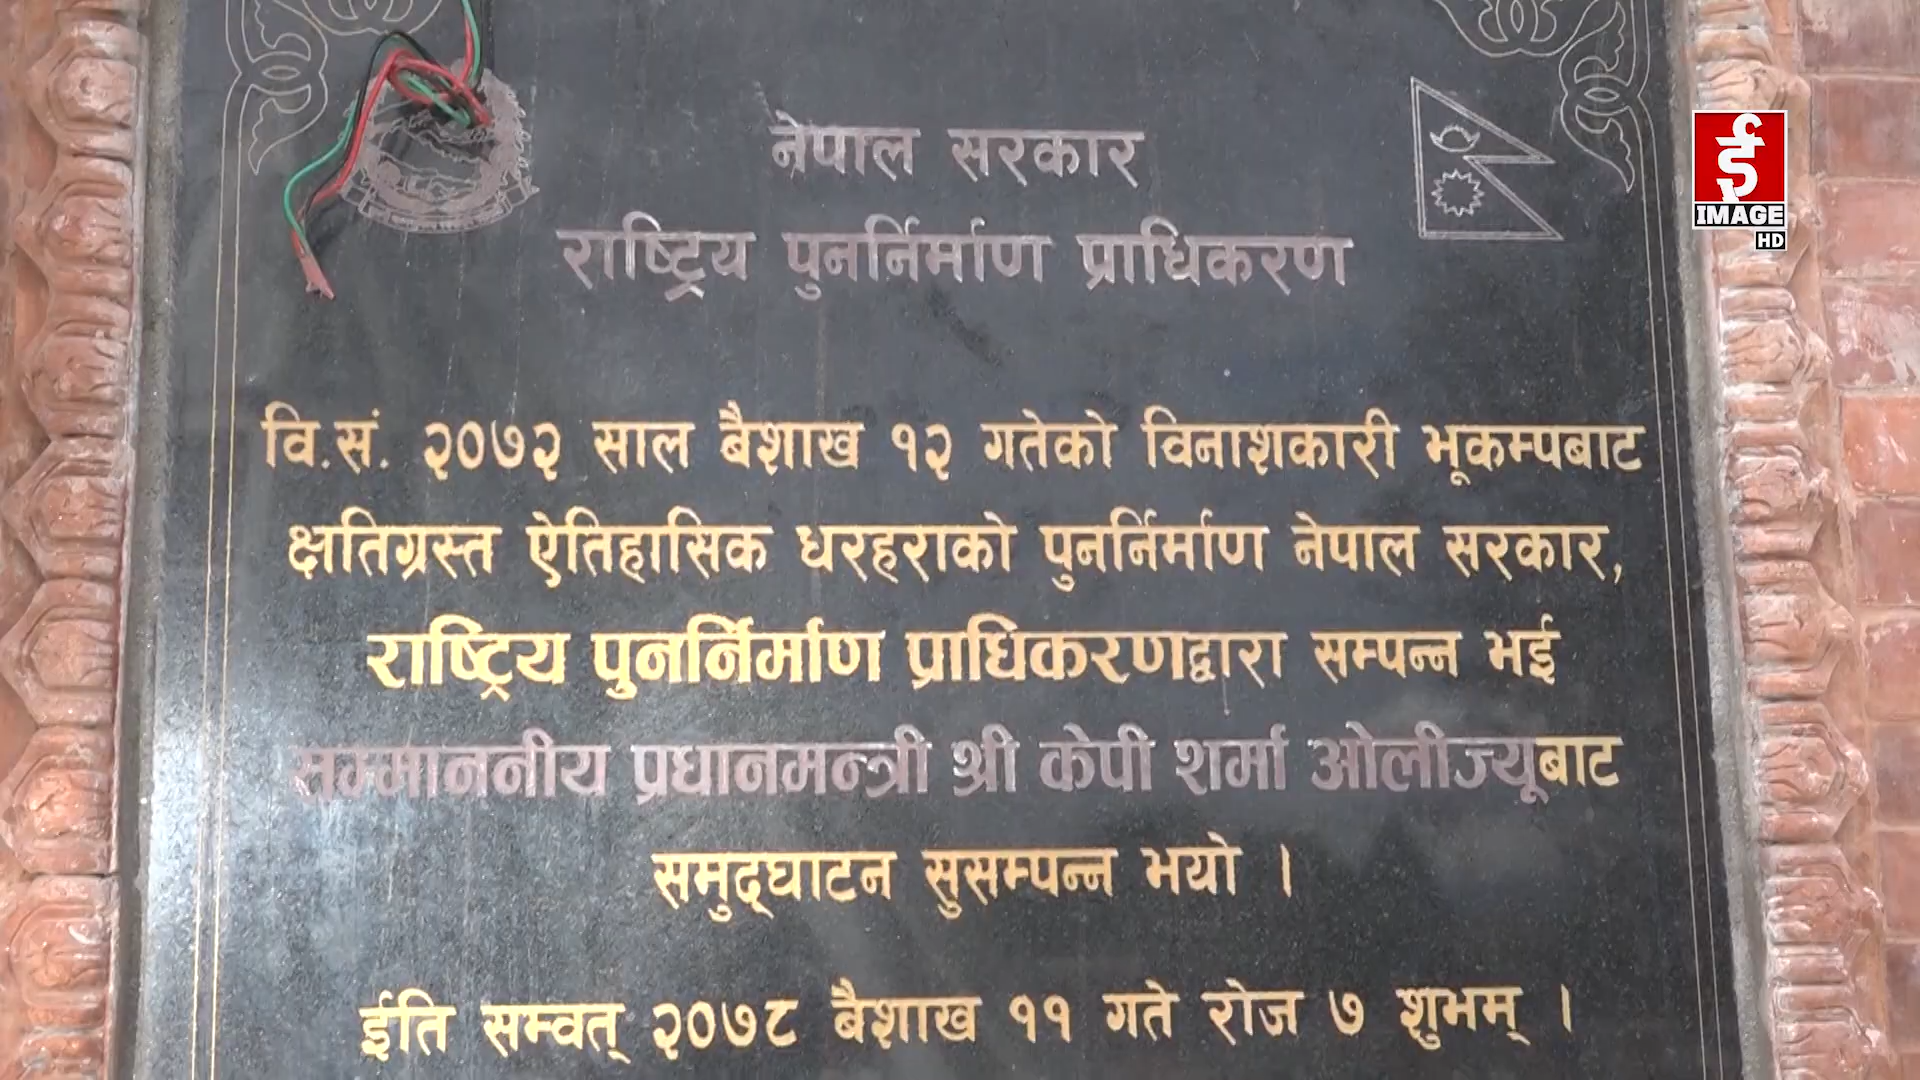 नेपाल सरकार
राष्ट्रिय पुनर्निर्माण प्राधिकरण
वि.सं. २०७२ साल बैशाख १२ गतेको विनाशकारी भूकम्पबाट
क्षतिग्रस्त ऐतिहासिक धरहराको पुनर्निर्माण नेपाल सरकार,
राष्ट्रिय पुनर्निर्माण प्राधिकरणद्वारा सम्पन्न भई
सम्माननीय प्रधानमन्त्री श्री केपी शर्मा ओलीज्यूबाट
समुद्घाटन सुसम्पन्न भयो ।
ईति सम्वत् २०७८ बैशाख ११ गते रोज ७ शुभम् ।
IMAGE
HD